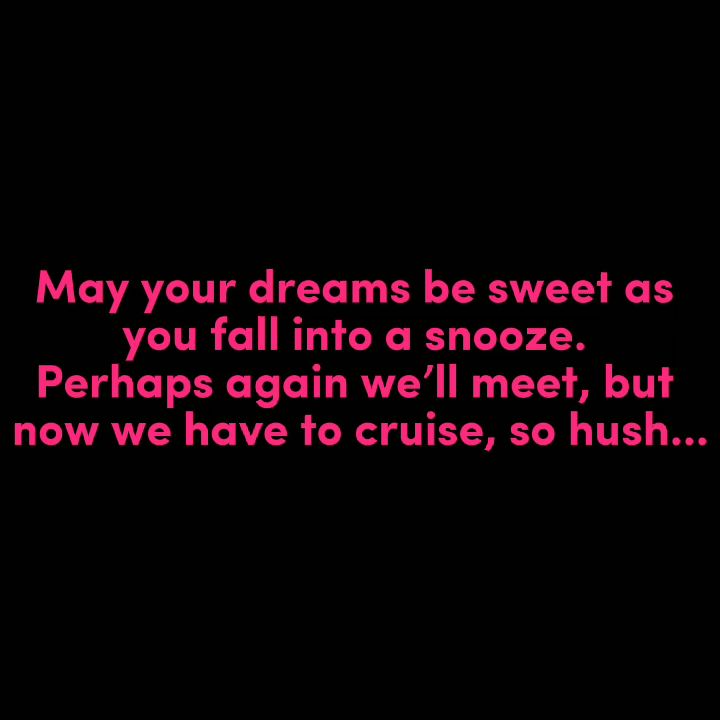 May your dreams be sweet as
you fall into a snooze.
Perhaps again we’ll meet, but
now we have to cruise, so hush...